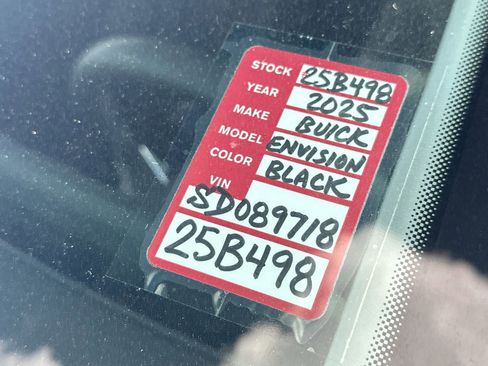 STOCK 25B498
YEAR 2025
MAKE BUICK
MODEL ENVISION
COLOR BLACK
VIN
SD089718
25B498